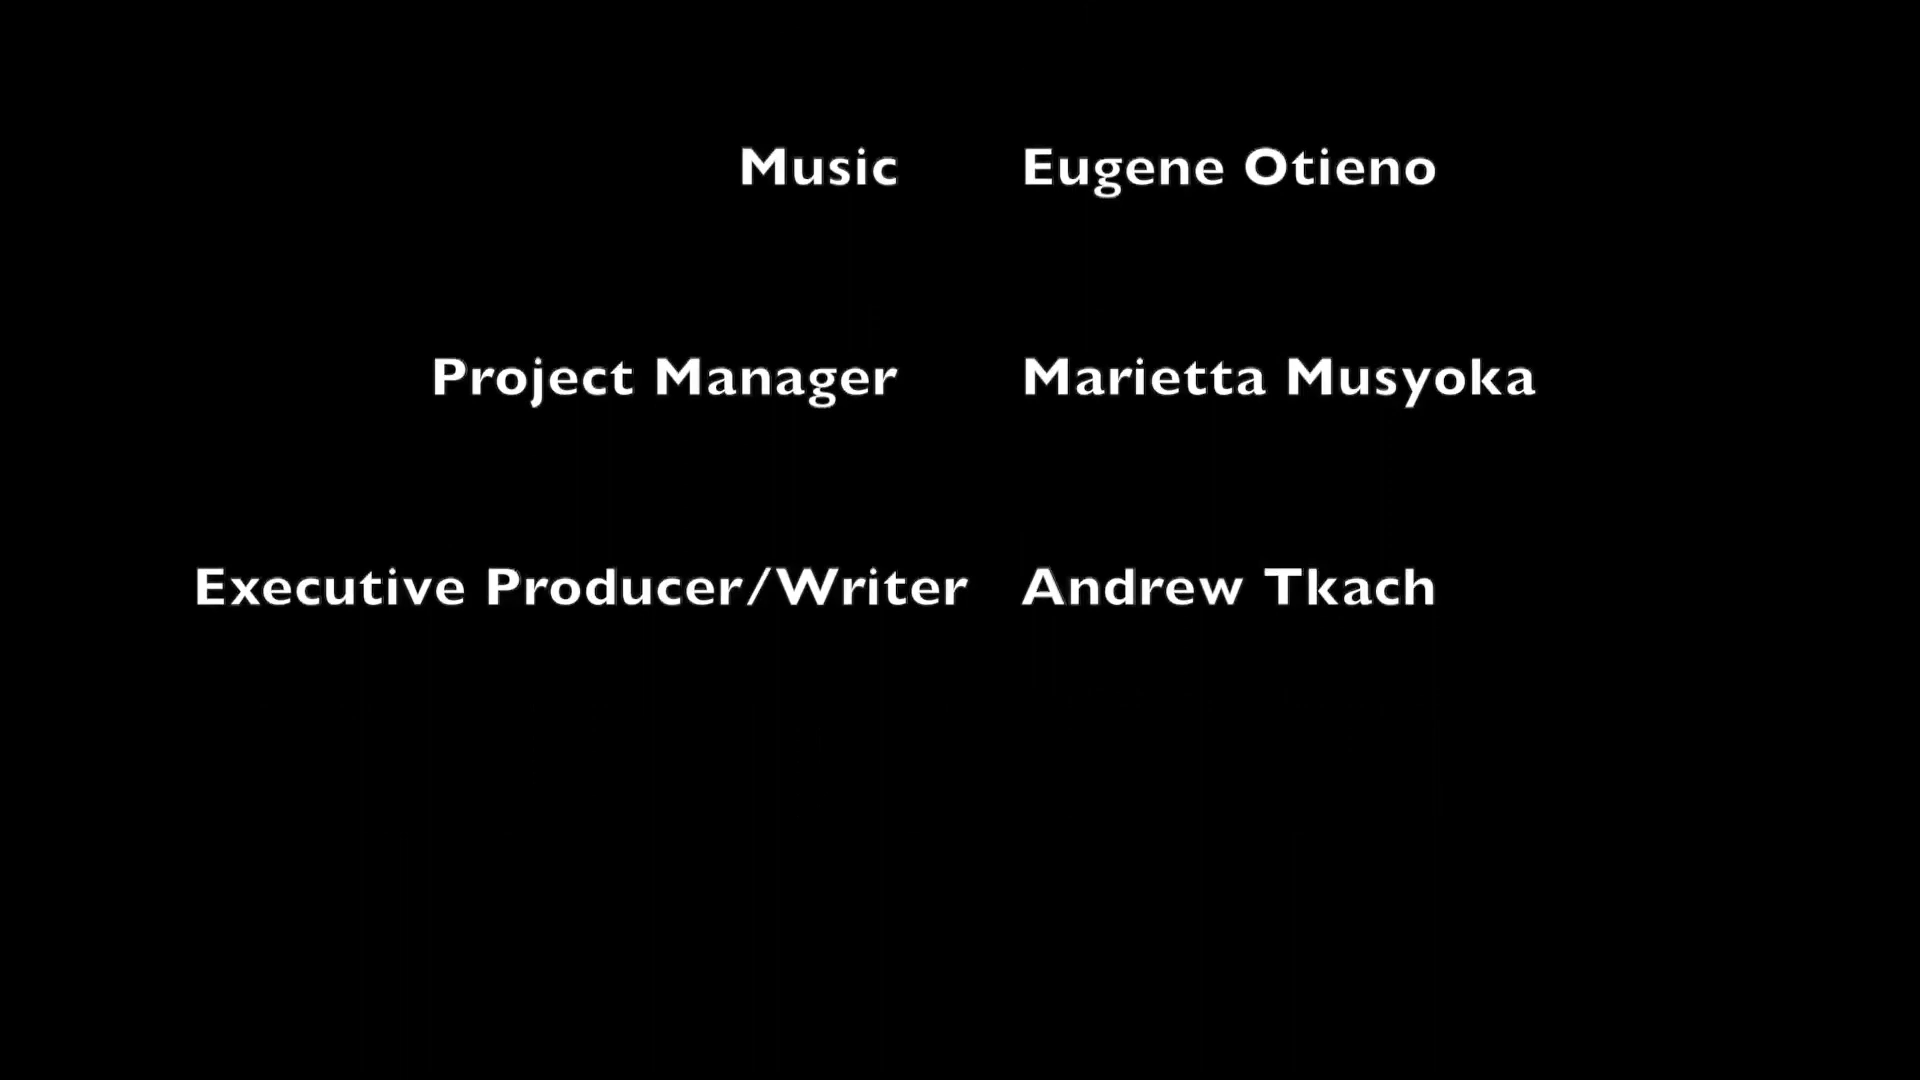 Music Eugene Otieno
Project Manager Marietta Musyoka
Executive Producer/Writer Andrew Tkach